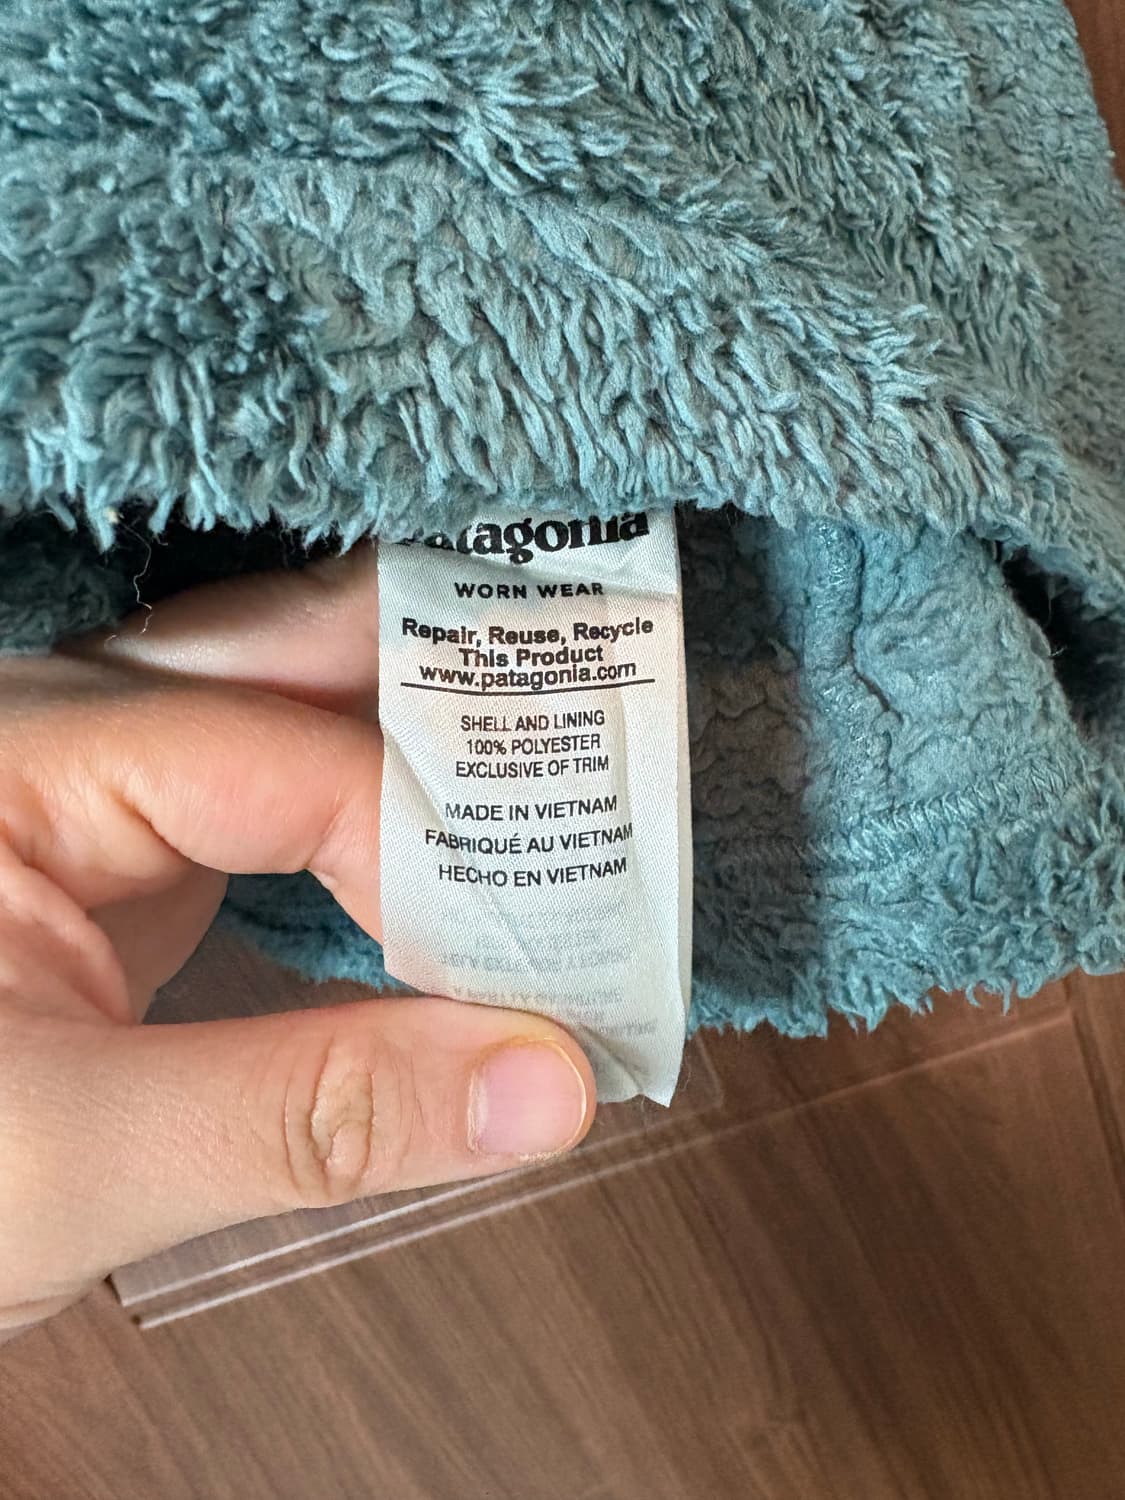 Patagonia
WORN WEAR
Repair, Reuse, Recycle
This Product
www.patagonia.com
SHELL AND LINING
100% POLYESTER
EXCLUSIVE OF TRIM
MADE IN VIETNAM
FABRIQUÉ AU VIETNAM
HECHO EN VIETNAM